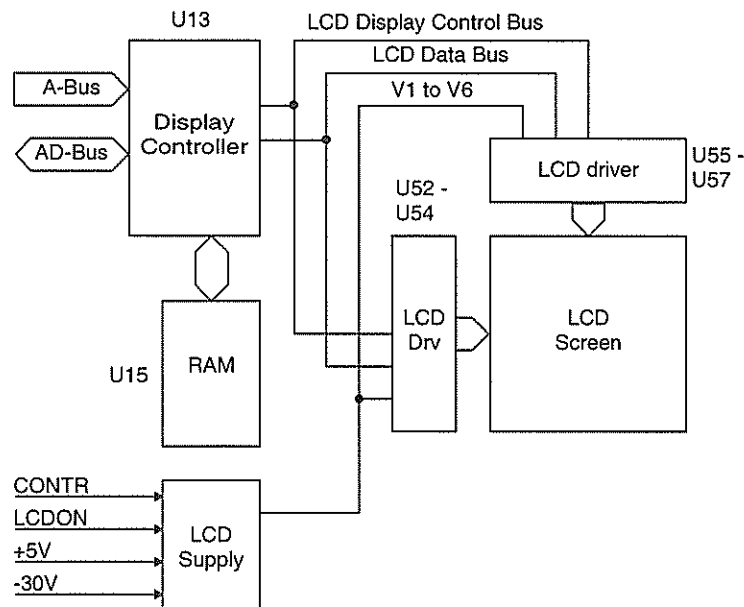 U13
LCD Display Control Bus
LCD Data Bus
V1 to V6
A-Bus
AD-Bus
Display
Controller
LCD driver
U55 -
U57
U52 -
U54
LCD
Drv
LCD
Screen
U15
RAM
CONTR
LCDON
+5V
-30V
LCD
Supply